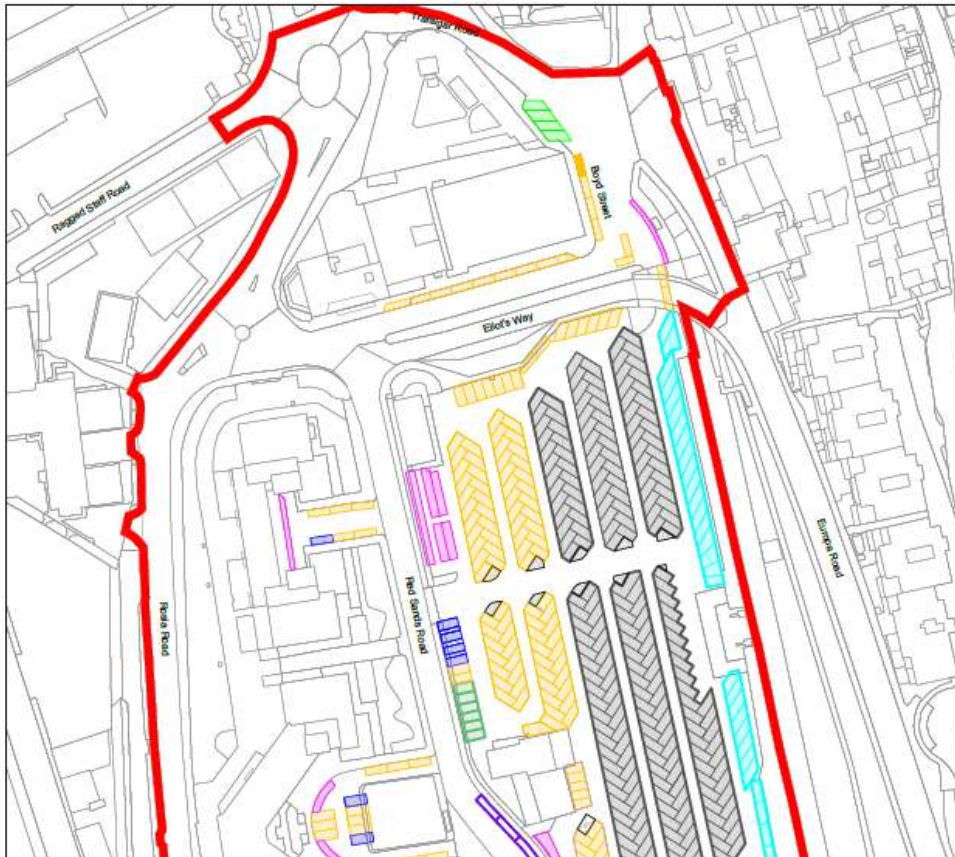 Trafalgar Road
Ragged Staff Road
Boyd Street
Eliot's Way
Europa Road
Rosia Road
Red Sands Road